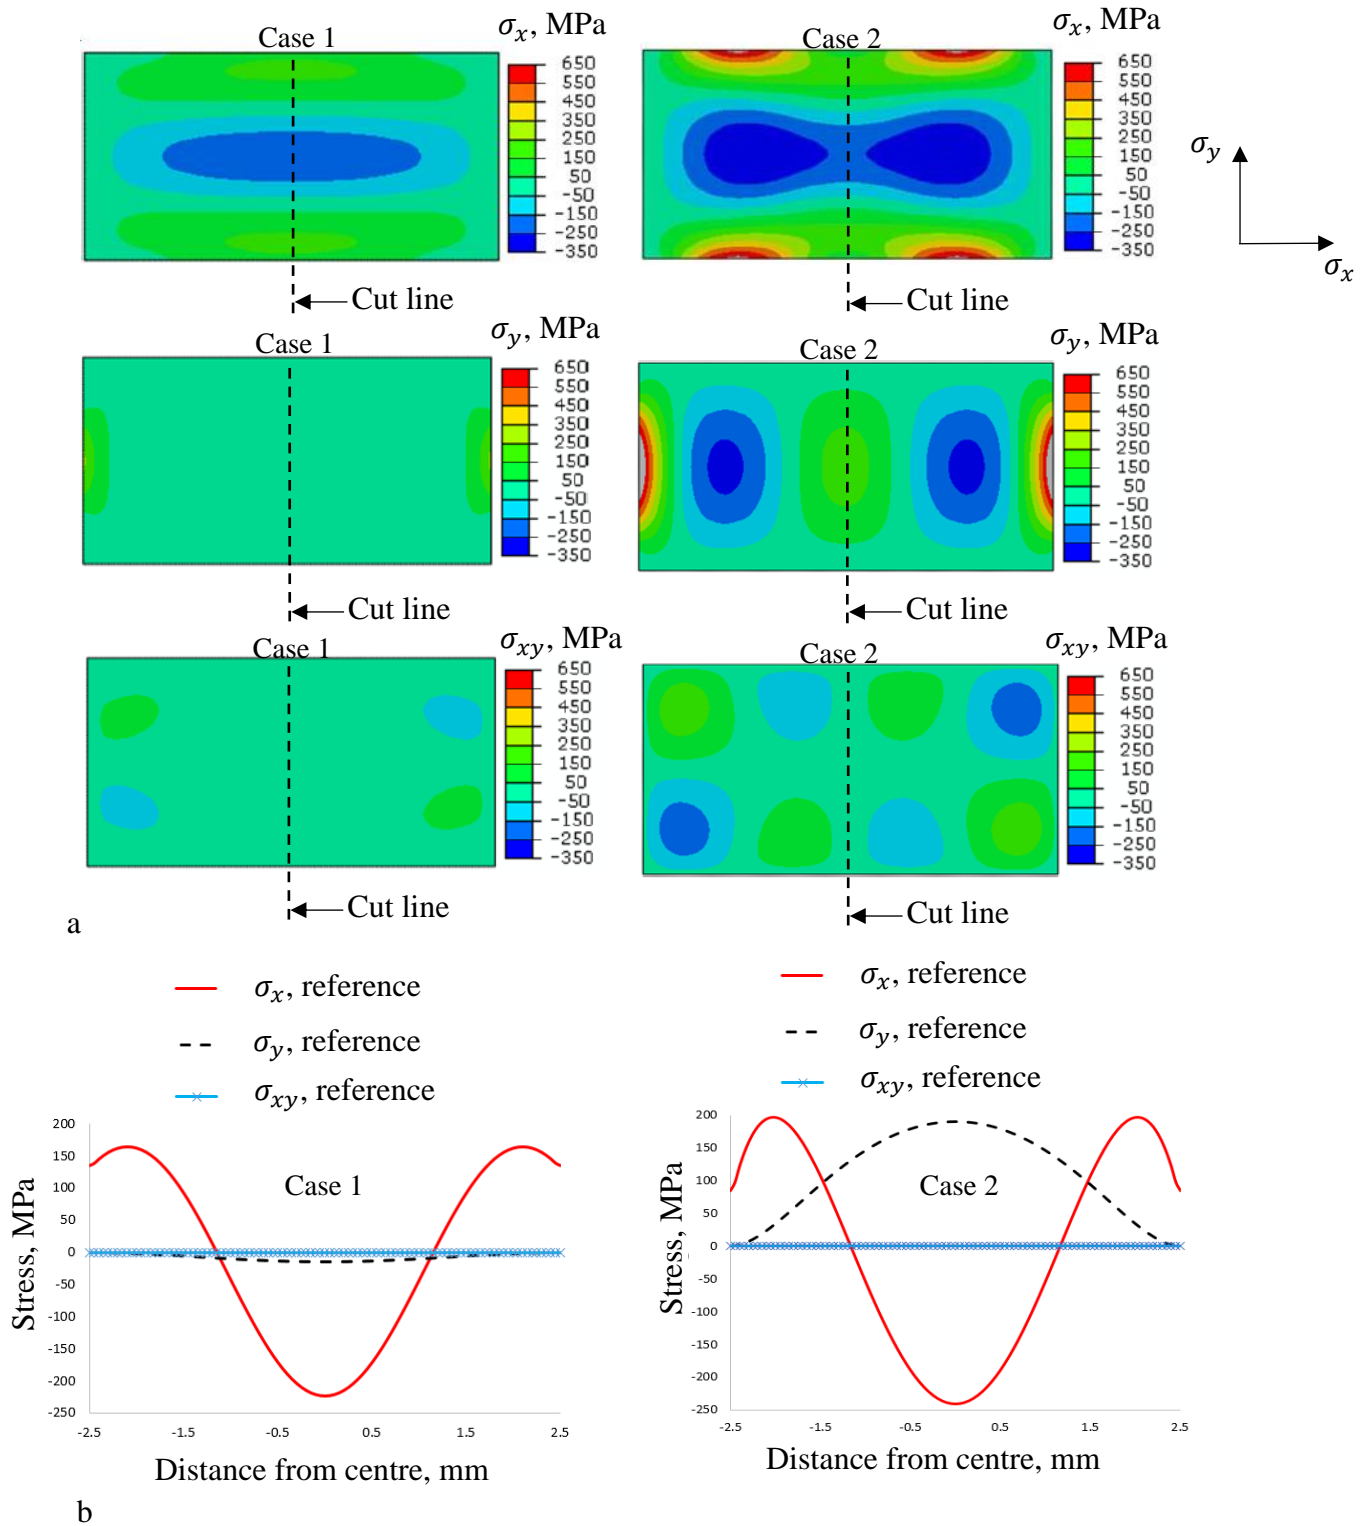 Case 1
σx, MPa
650
550
450
350
250
150
50
-50
-150
-250
-350
Cut line
Case 2
σx, MPa
650
550
450
350
250
150
50
-50
-150
-250
-350
Cut line
σy
σx
Case 1
σy, MPa
650
550
450
350
250
150
50
-50
-150
-250
-350
Cut line
Case 2
σy, MPa
650
550
450
350
250
150
50
-50
-150
-250
-350
Cut line
Case 1
σxy, MPa
650
550
450
350
250
150
50
-50
-150
-250
-350
Cut line
Case 2
σxy, MPa
650
550
450
350
250
150
50
-50
-150
-250
-350
Cut line
a
σx, reference
σy, reference
σxy, reference
Case 1
Stress, MPa
200
150
100
50
0
-50
-100
-150
-200
-250
-2.5
-1.5
-0.5
0.5
1.5
2.5
Distance from centre, mm
σx, reference
σy, reference
σxy, reference
Case 2
Stress, MPa
200
150
100
50
0
-50
-100
-150
-200
-250
-2.5
-1.5
-0.5
0.5
1.5
2.5
Distance from centre, mm
b